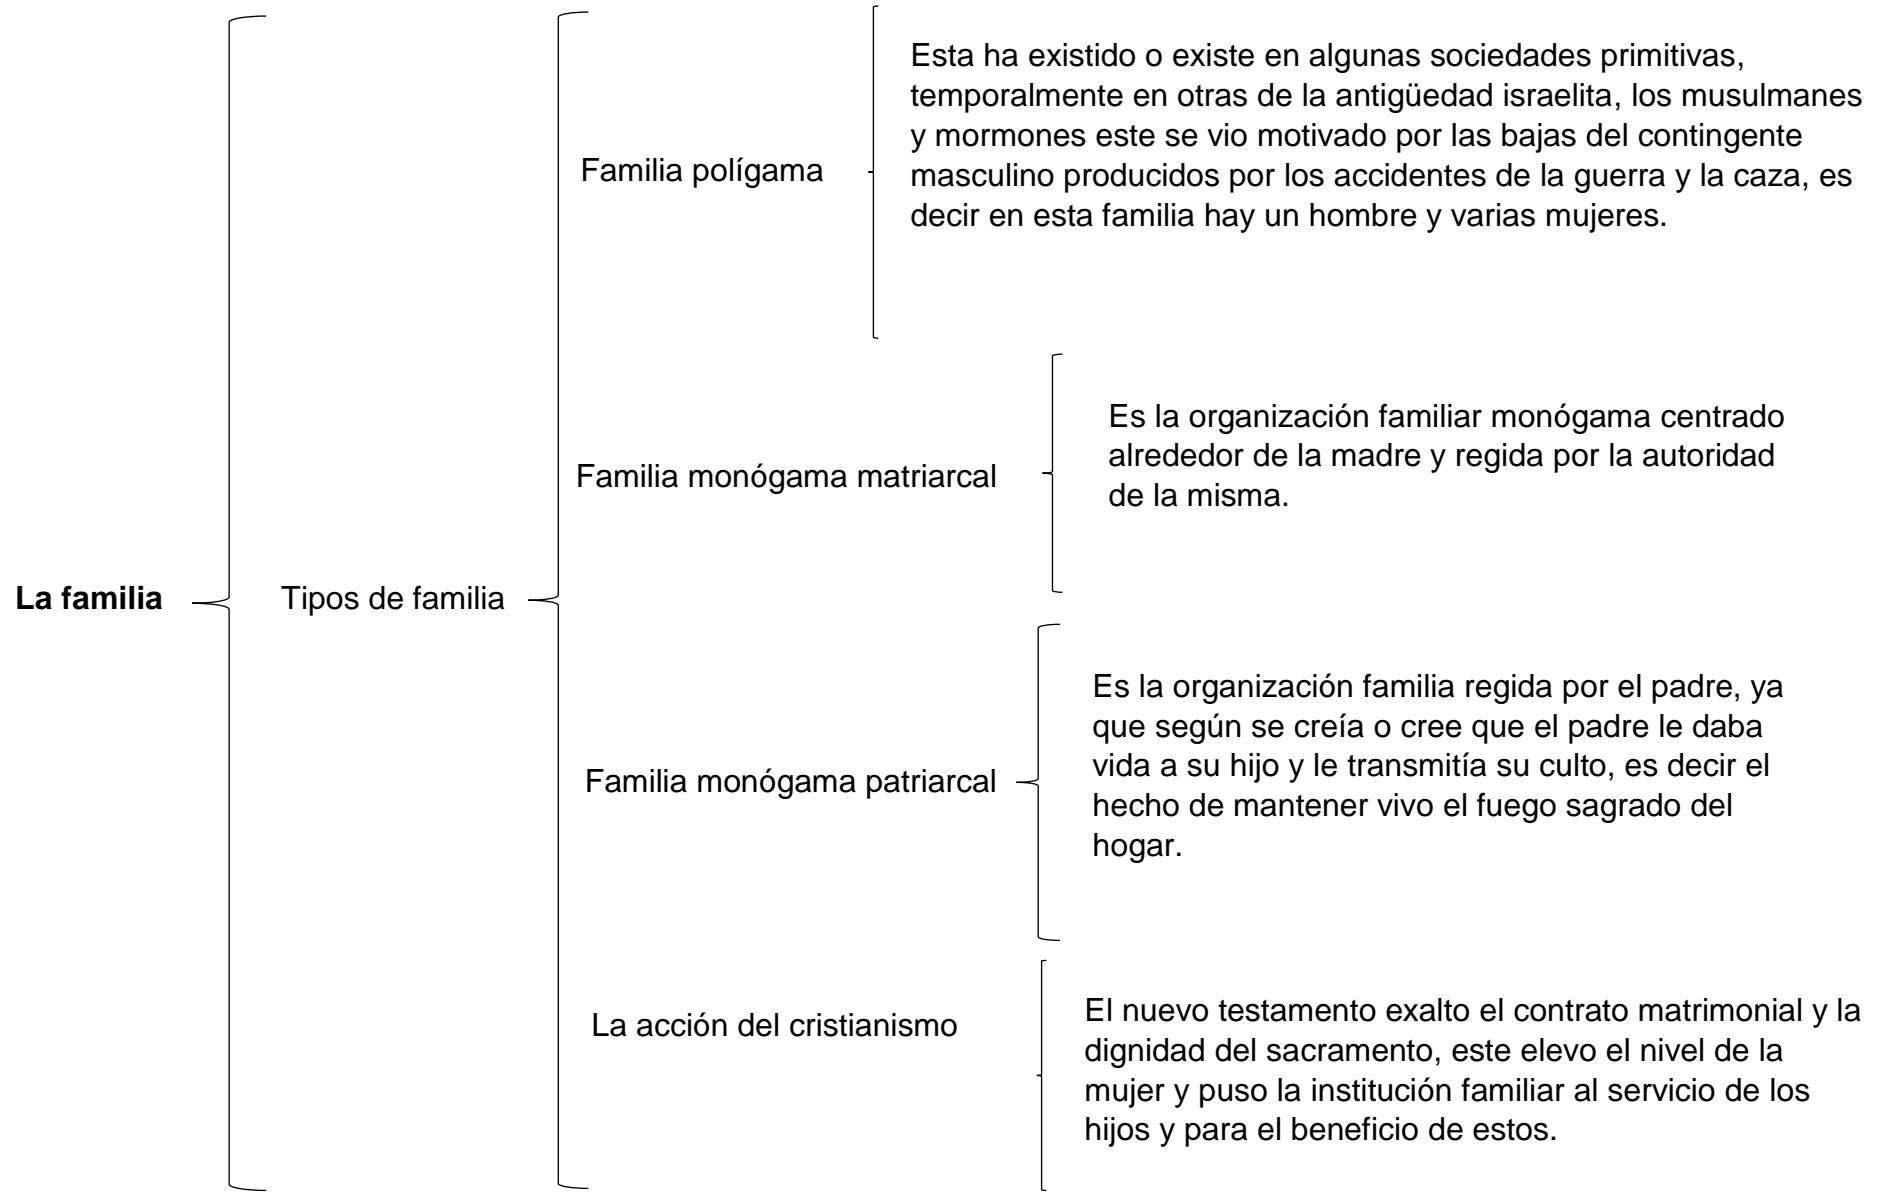 La familia
Tipos de familia
Familia polígama
Esta ha existido o existe en algunas sociedades primitivas,
temporalmente en otras de la antigüedad israelita, los musulmanes
y mormones este se vio motivado por las bajas del contingente
masculino producidos por los accidentes de la guerra y la caza, es
decir en esta familia hay un hombre y varias mujeres.
Familia monógama matriarcal
Es la organización familiar monógama centrado
alrededor de la madre y regida por la autoridad
de la misma.
Familia monógama patriarcal
Es la organización familia regida por el padre, ya
que según se creía o cree que el padre le daba
vida a su hijo y le transmitía su culto, es decir el
hecho de mantener vivo el fuego sagrado del
hogar.
La acción del cristianismo
El nuevo testamento exalto el contrato matrimonial y la
dignidad del sacramento, este elevo el nivel de la
mujer y puso la institución familiar al servicio de los
hijos y para el beneficio de estos.